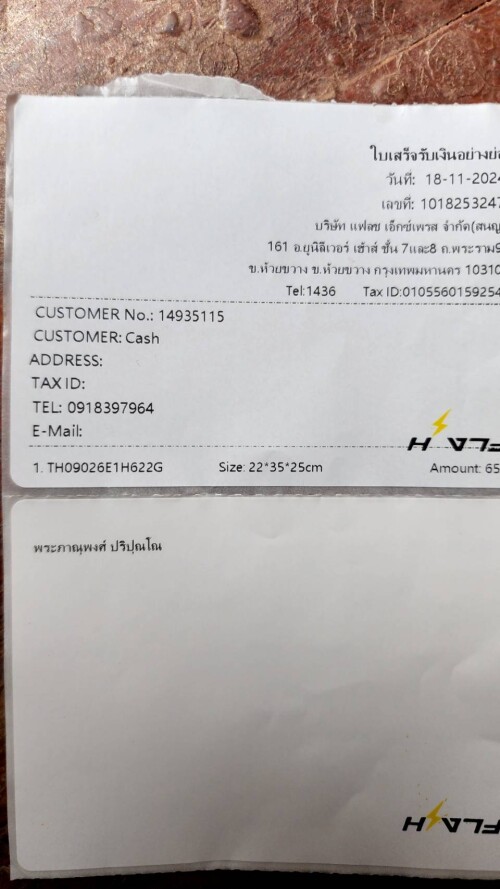 ใบเสร็จรับเงินอย่างย่อ
วันที่: 18-11-2024
เลขที่: 1018253247
บริษัท แฟลช เอ็กซ์เพรส จำกัด(สนญ
161 อ.ยูนิลีเวอร์ เฮ้าส์ ชั้น 7และ8 ถ.พระราม9
ข.ห้วยขวาง ข.ห้วยขวาง กรุงเทพมหานคร 10310
Tel:1436 Tax ID:0105560159254
CUSTOMER No.: 14935115
CUSTOMER: Cash
ADDRESS:
TAX ID:
TEL: 0918397964
E-Mail:
FLASH
1. TH09026E1H622G Size: 22*35*25cm Amount: 65
พระภาณุพงศ์ ปริปุณโณ
FLASH